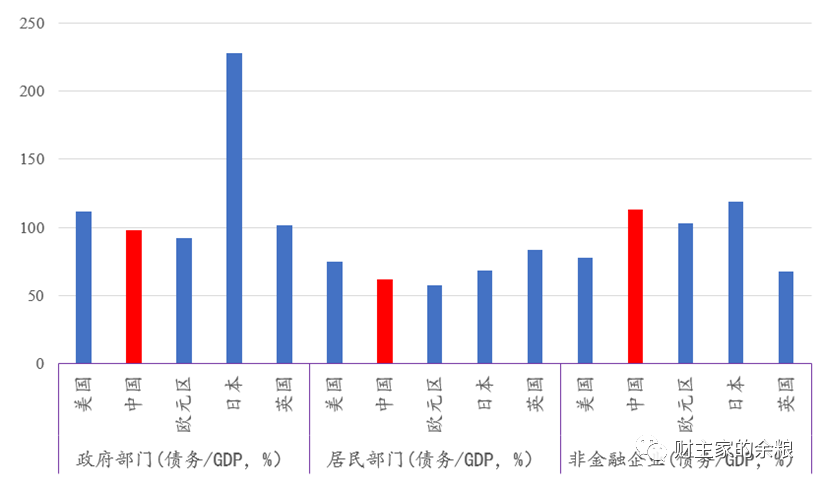 250
200
150
100
50
0
美国 中国 欧元区 日本 英国 美国 中国 欧元区 日本 英国 美国 中国 欧元区 日本 英国
政府部门(债务/GDP, %) 居民部门(债务/GDP, %) 非金融企业(债务/GDP, %)
财主家的余粮